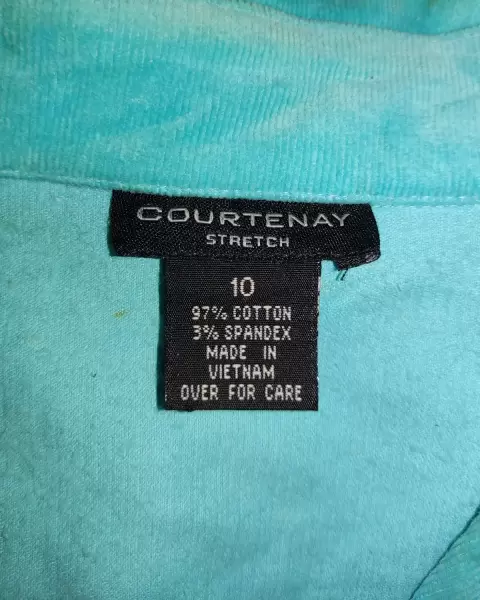 COURTENAY
STRETCH
10
97% COTTON
3% SPANDEX
MADE IN
VIETNAM
OVER FOR CARE